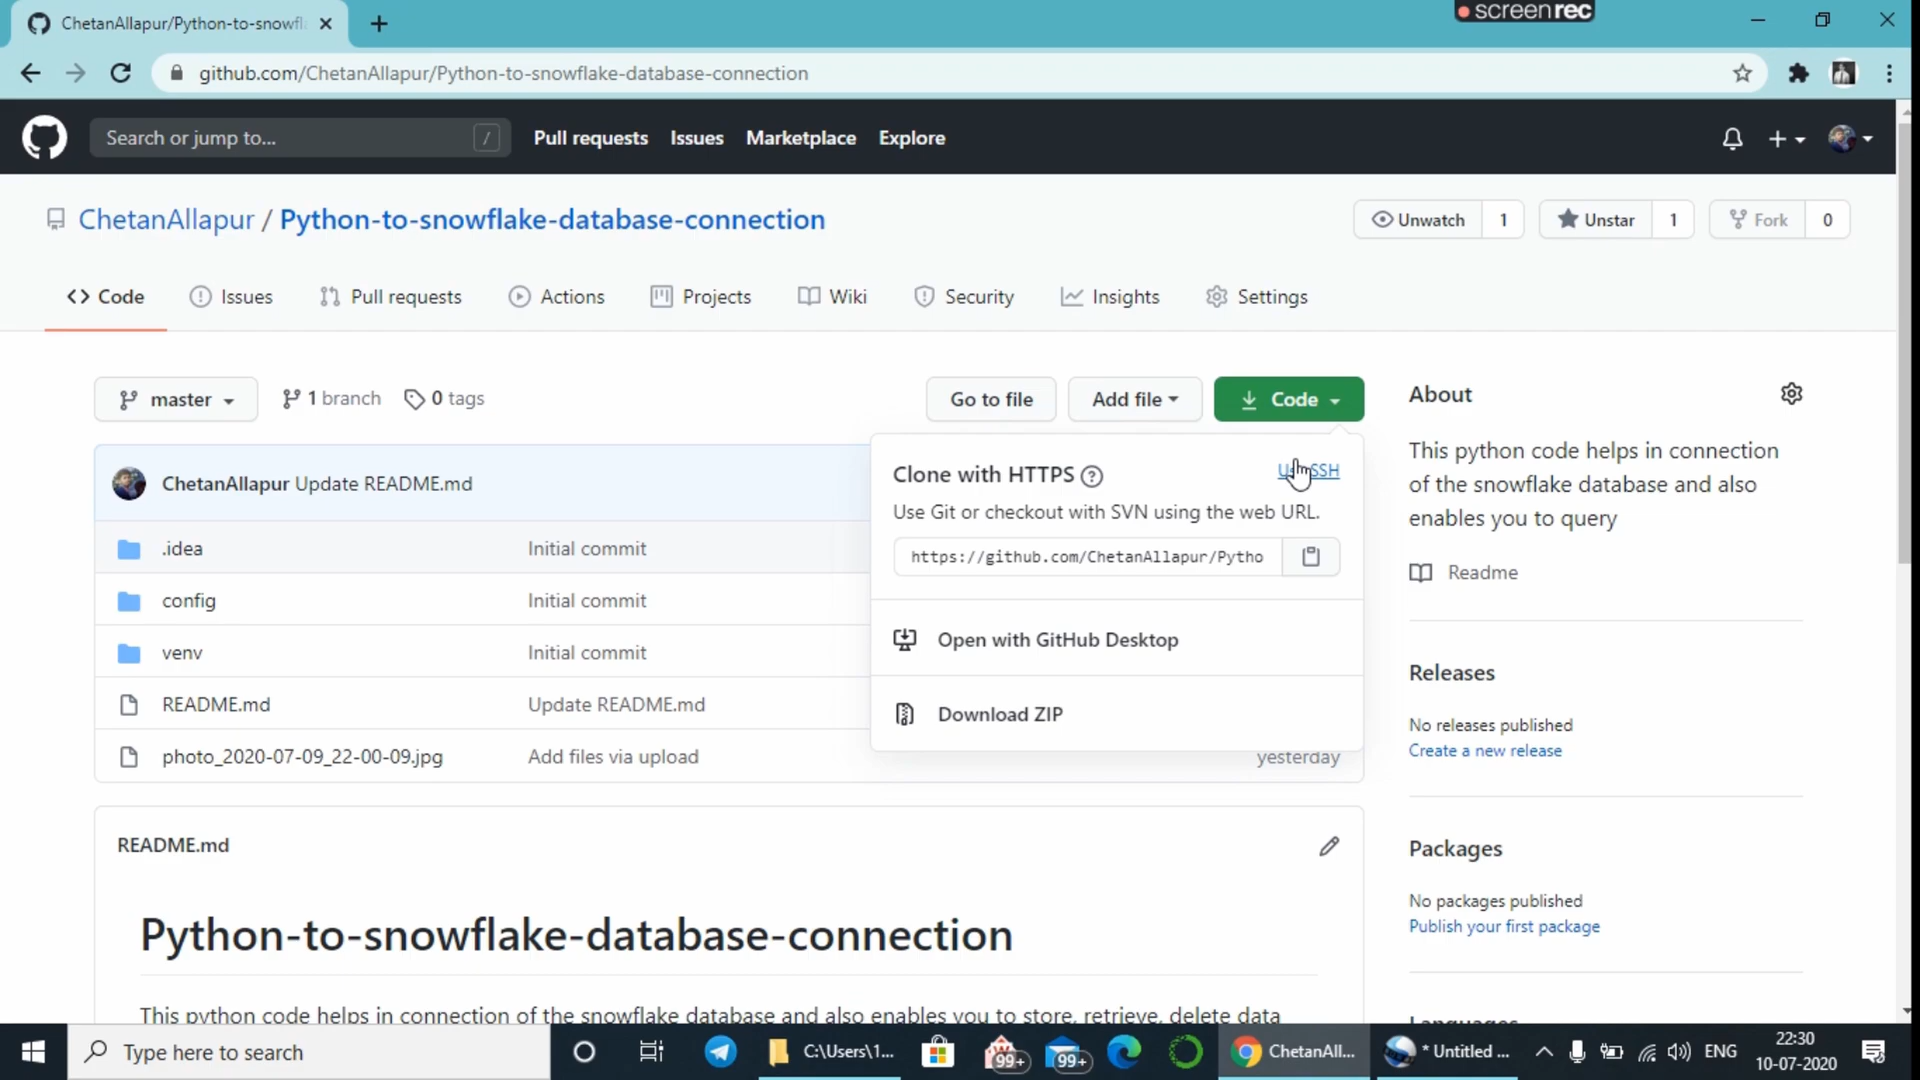 ChetanAllapur/Python-to-snowfl
screenrec
github.com/ChetanAllapur/Python-to-snowflake-database-connection
Search or jump to... /
Pull requests Issues Marketplace Explore
ChetanAllapur / Python-to-snowflake-database-connection
Unwatch 1 Unstar 1 Fork 0
Code Issues Pull requests Actions Projects Wiki Security Insights Settings
master 1 branch 0 tags
Go to file Add file Code
ChetanAllapur Update README.md
.idea Initial commit
config Initial commit
venv Initial commit
README.md Update README.md
photo_2020-07-09_22-00-09.jpg Add files via upload yesterday
Clone with HTTPS
Use Git or checkout with SVN using the web URL.
https://github.com/ChetanAllapur/Pytho
Open with GitHub Desktop
Download ZIP
About
This python code helps in connection
of the snowflake database and also
enables you to query
Readme
Releases
No releases published
Create a new release
Packages
No packages published
Publish your first package
Languages
README.md
Python-to-snowflake-database-connection
This python code helps in connection of the snowflake database and also enables you to store, retrieve, delete data
Type here to search
C:\Users\1...
99+
99+
ChetanAll...
* Untitled ...
ENG
22:30
10-07-2020